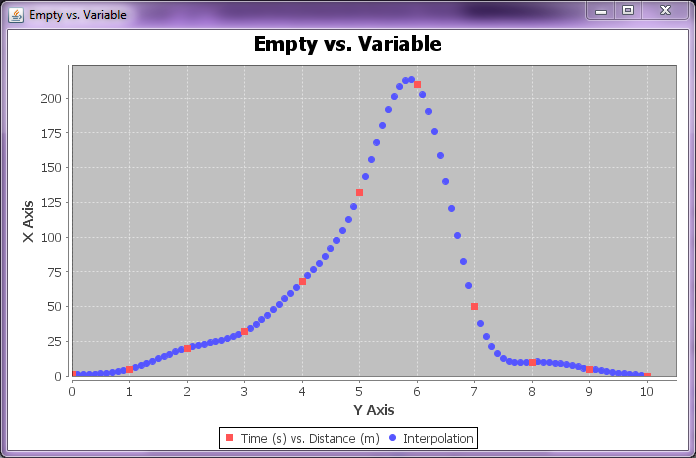 Empty vs. Variable
Empty vs. Variable
200
175
150
125
100
75
50
25
0
X Axis
0 1 2 3 4 5 6 7 8 9 10
Y Axis
Time (s) vs. Distance (m) Interpolation